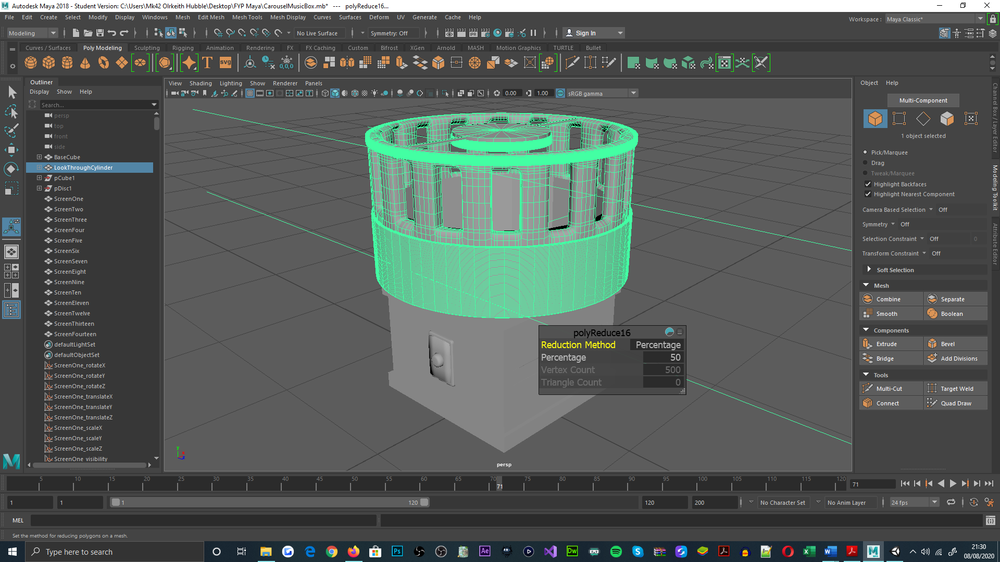 Autodesk Maya 2018 - Student Version: C:\Users\Mk42 OIrkeith Hubble\Desktop\FYP Maya\CarouselMusicBox.mb*   ---   polyReduce16...
File Edit Create Select Modify Display Windows Mesh Edit Mesh Mesh Tools Mesh Display Curves Surfaces Deform UV Generate Cache Help
Workspace : Maya Classic*
Modeling No Live Surface Symmetry: Off IPR Sign In
Curves / Surfaces Poly Modeling Sculpting Rigging Animation Rendering FX FX Caching Custom Bifrost XGen Arnold MASH Motion Graphics TURTLE Bullet
T SVG 0,0,0
Outliner
Display Show Help
Search...
persp
top
front
side
BaseCube
LookThroughCylinder
pCube1
pDisc1
ScreenOne
ScreenTwo
ScreenThree
ScreenFour
ScreenFive
ScreenSix
ScreenSeven
ScreenEight
ScreenNine
ScreenTen
ScreenEleven
ScreenTwelve
ScreenThirteen
ScreenFourteen
defaultLightSet
defaultObjectSet
ScreenOne_rotateX
ScreenOne_rotateY
ScreenOne_rotateZ
ScreenOne_translateX
ScreenOne_translateY
ScreenOne_translateZ
ScreenOne_scaleX
ScreenOne_scaleY
ScreenOne_scaleZ
ScreenOne_visibility
View Shading Lighting Show Renderer Panels
0.00 1.00 ON sRGB gamma
polyReduce16
Reduction Method Percentage
Percentage 50
Vertex Count 500
Triangle Count 0
y
persp
Object Help
Multi-Component
1 object selected
Pick/Marquee
Drag
Tweak/Marquee
Highlight Backfaces
Highlight Nearest Component
Camera Based Selection Off
Symmetry Off
Selection Constraint Off 0
Transform Constraint Off
Soft Selection
Mesh
Combine Separate
Smooth Boolean
Components
Extrude Bevel
Bridge Add Divisions
Tools
Multi-Cut Target Weld
Connect Quad Draw
Channel Box / Layer Editor
Modeling Toolkit
Attribute Editor
5 10 15 20 25 30 35 40 45 50 55 60 65 70 75 80 85 90 95 100 105 110 115 120
71
71
1 1 1 120 120 200 No Character Set No Anim Layer 24 fps
MEL
Set the method for reducing polygons on a mesh.
Type here to search
Ps Ae Dw
21:30
08/08/2020